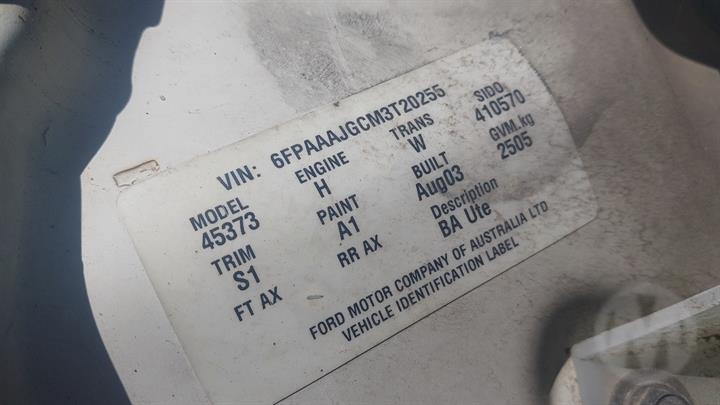 VIN: 6FPAAAJGCM3T20255
MODEL ENGINE TRANS SIDO
45373 H W 410570
TRIM PAINT BUILT GVM.kg
S1 A1 Aug03 2505
FT AX RR AX Description
BA Ute
FORD MOTOR COMPANY OF AUSTRALIA LTD
VEHICLE IDENTIFICATION LABEL